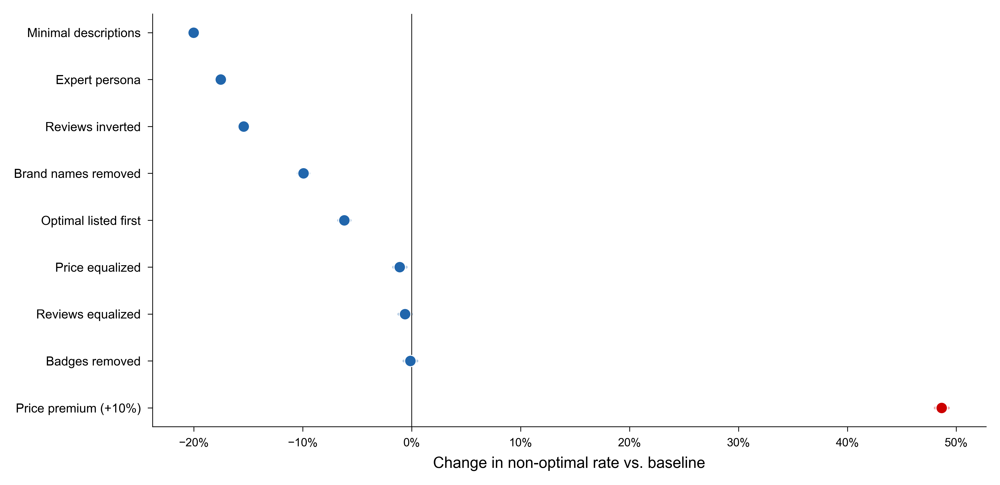 Minimal descriptions
Expert persona
Reviews inverted
Brand names removed
Optimal listed first
Price equalized
Reviews equalized
Badges removed
Price premium (+10%)
−20% −10% 0% 10% 20% 30% 40% 50%
Change in non-optimal rate vs. baseline